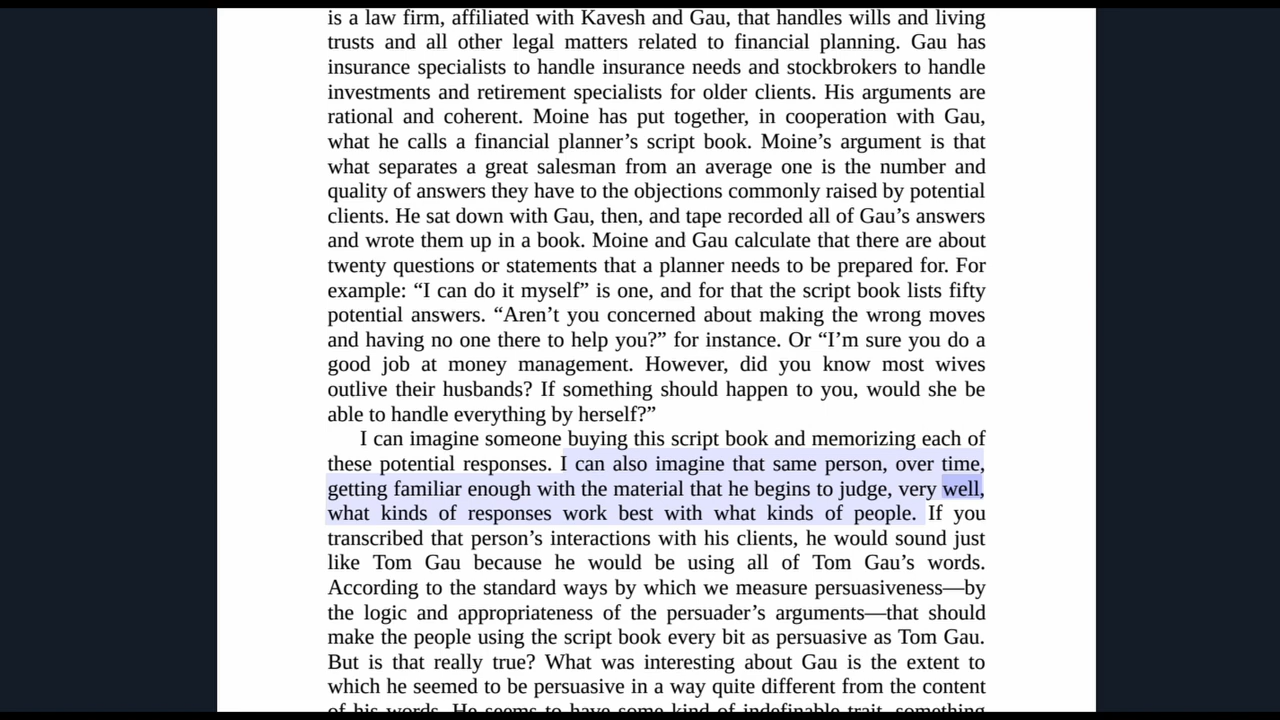 is a law firm, affiliated with Kavesh and Gau, that handles wills and living
trusts and all other legal matters related to financial planning. Gau has
insurance specialists to handle insurance needs and stockbrokers to handle
investments and retirement specialists for older clients. His arguments are
rational and coherent. Moine has put together, in cooperation with Gau,
what he calls a financial planner’s script book. Moine’s argument is that
what separates a great salesman from an average one is the number and
quality of answers they have to the objections commonly raised by potential
clients. He sat down with Gau, then, and tape recorded all of Gau’s answers
and wrote them up in a book. Moine and Gau calculate that there are about
twenty questions or statements that a planner needs to be prepared for. For
example: “I can do it myself” is one, and for that the script book lists fifty
potential answers. “Aren’t you concerned about making the wrong moves
and having no one there to help you?” for instance. Or “I’m sure you do a
good job at money management. However, did you know most wives
outlive their husbands? If something should happen to you, would she be
able to handle everything by herself?”
I can imagine someone buying this script book and memorizing each of
these potential responses. I can also imagine that same person, over time,
getting familiar enough with the material that he begins to judge, very well,
what kinds of responses work best with what kinds of people. If you
transcribed that person’s interactions with his clients, he would sound just
like Tom Gau because he would be using all of Tom Gau’s words.
According to the standard ways by which we measure persuasiveness—by
the logic and appropriateness of the persuader’s arguments—that should
make the people using the script book every bit as persuasive as Tom Gau.
But is that really true? What was interesting about Gau is the extent to
which he seemed to be persuasive in a way quite different from the content
of his words. He seems to have some kind of indefinable trait, something